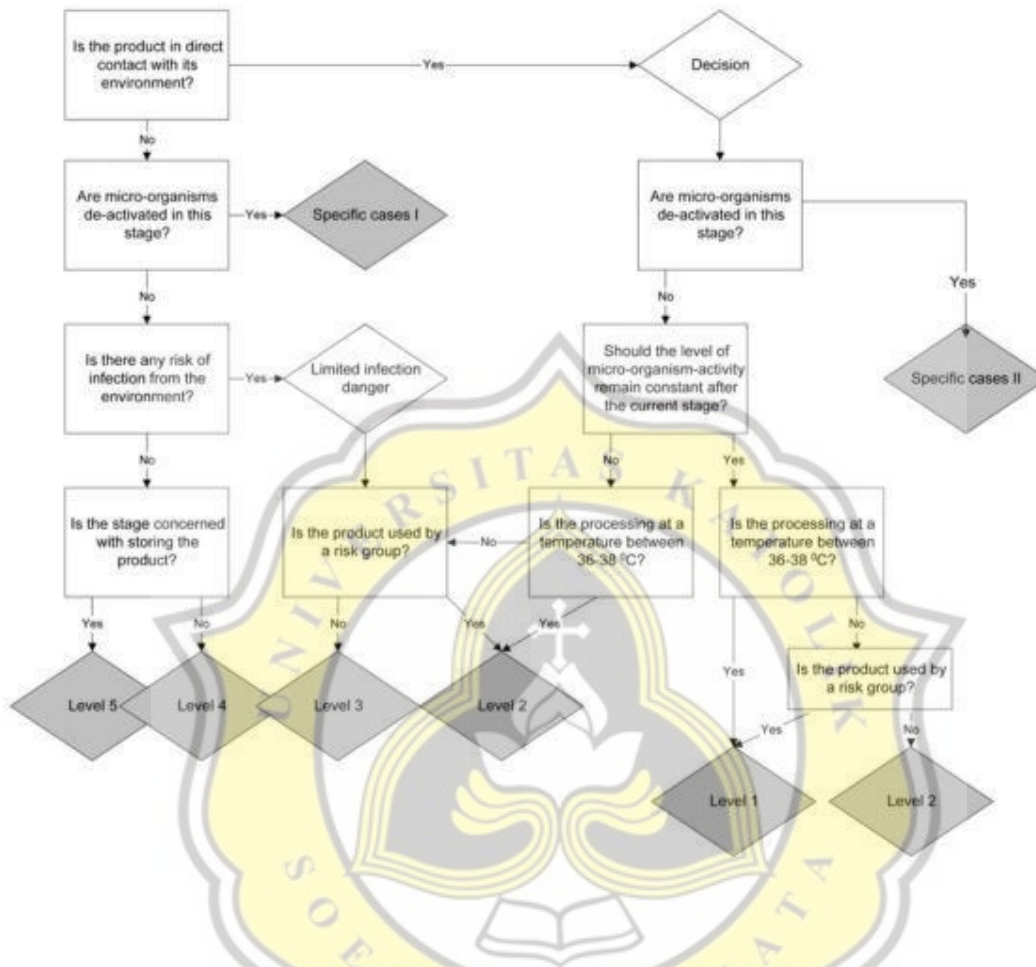 Is the product in direct
contact with its
environment?
Yes
Decision
No
Are micro-organisms
de-activated in this
stage?
Yes
Specific cases I
Are micro-organisms
de-activated in this
stage?
No
No
Yes
Is there any risk of
infection from the
environment?
Yes
Limited infection
danger
Should the level of
micro-organism-activity
remain constant after
the current stage?
Specific cases II
No
No
Yes
Is the stage concerned
with storing the
product?
Is the product used by
a risk group?
No
Is the processing at a
temperature between
36-38 ⁰C?
Is the processing at a
temperature between
36-38 ⁰C?
Yes
No
No
Yes
Yes
Yes
No
Is the product used by
a risk group?
Level 5
Level 4
Level 3
Level 2
Yes
No
Level 1
Level 2
UNIVERSITAS KATOLIK
SOE
ATA